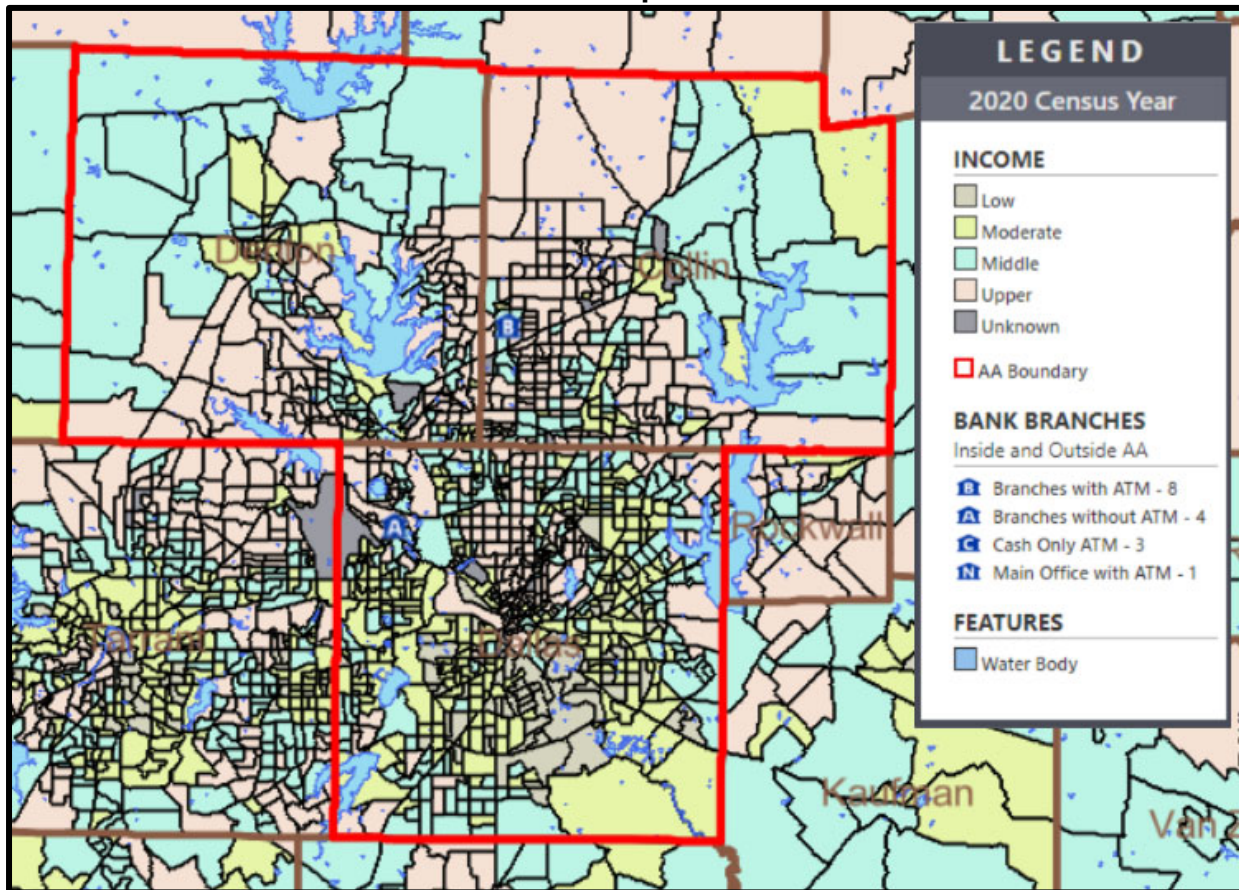 LEGEND
2020 Census Year
INCOME
Low
Moderate
Middle
Upper
Unknown
AA Boundary
BANK BRANCHES
Inside and Outside AA
B Branches with ATM - 8
A Branches without ATM - 4
C Cash Only ATM - 3
N Main Office with ATM - 1
FEATURES
Water Body
Denton
Collin
B
A
Rockwall
Tarrant
Dallas
Kaufman
Van